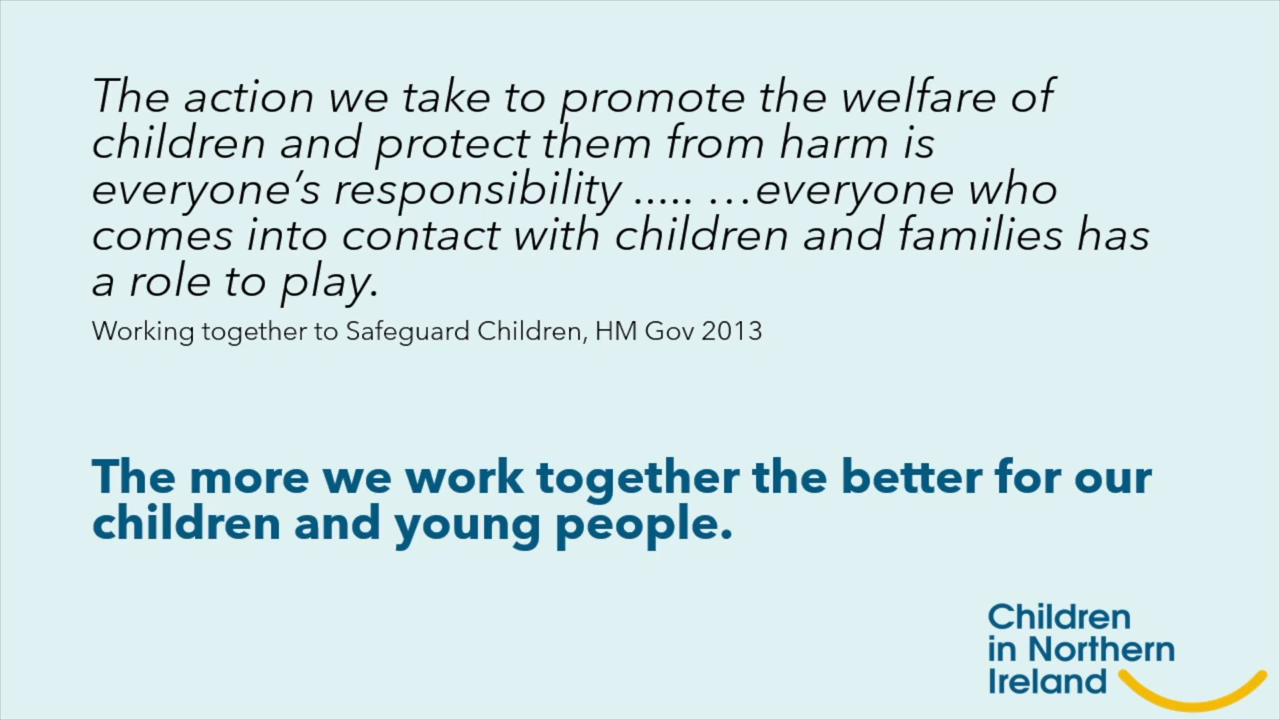 The action we take to promote the welfare of
children and protect them from harm is
everyone’s responsibility ..... …everyone who
comes into contact with children and families has
a role to play.
Working together to Safeguard Children, HM Gov 2013
The more we work together the better for our
children and young people.
Children
in Northern
Ireland